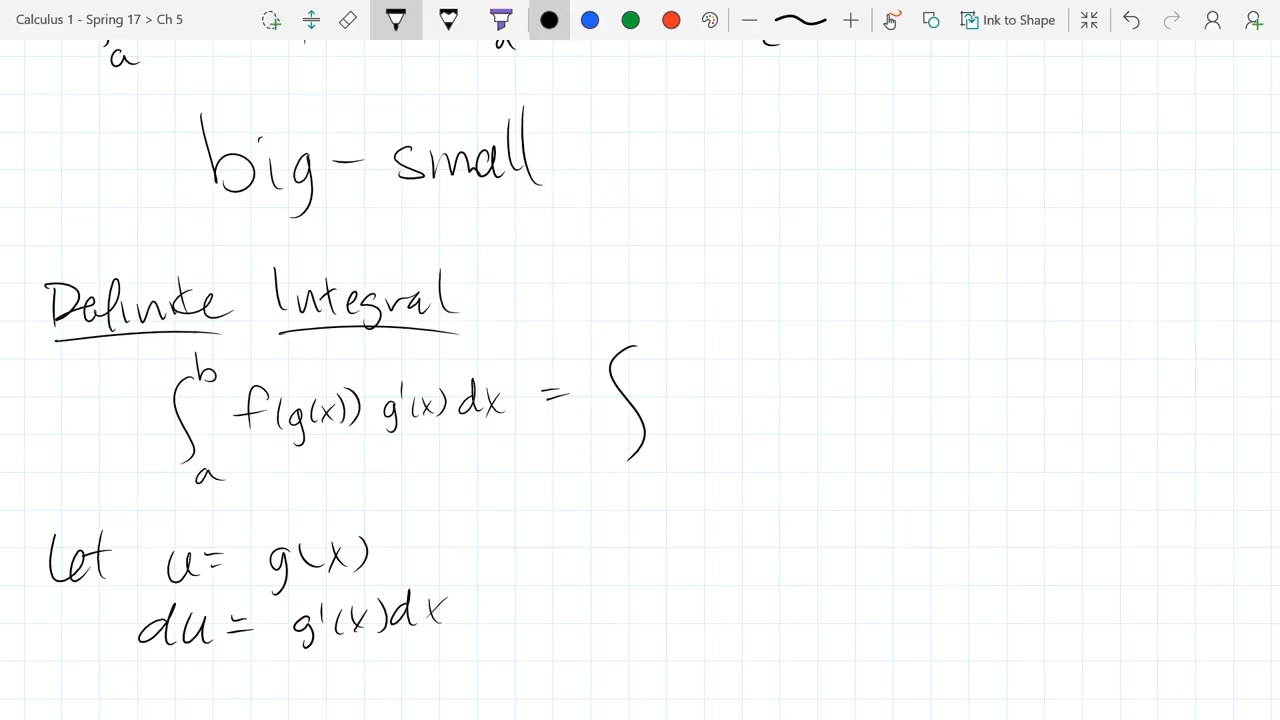 Calculus 1 - Spring 17 > Ch 5
Ink to Shape
a
big - small
Definite Integral
∫_a^b f(g(x)) g'(x) dx = ∫
let u = g(x)
du = g'(x) dx